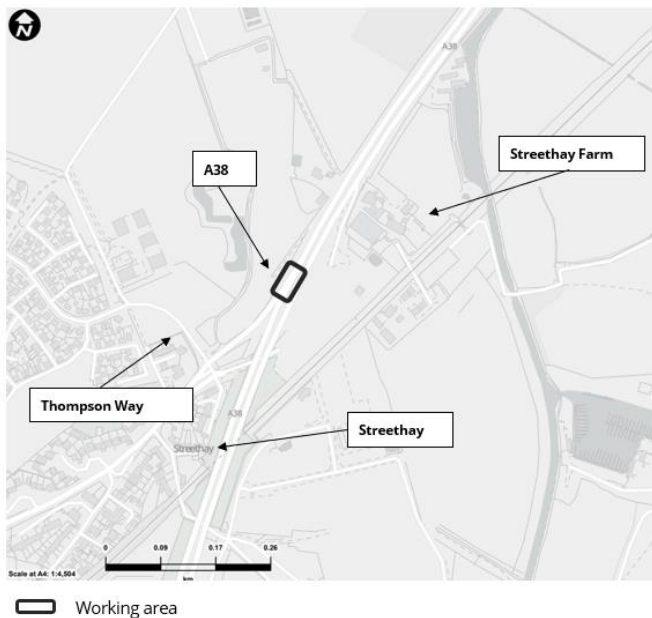 N
A38
A38
Streethay Farm
Thompson Way
A38
Streethay
Streethay
0 0.09 0.17 0.26
km
Scale at A4: 1:4,504
Working area